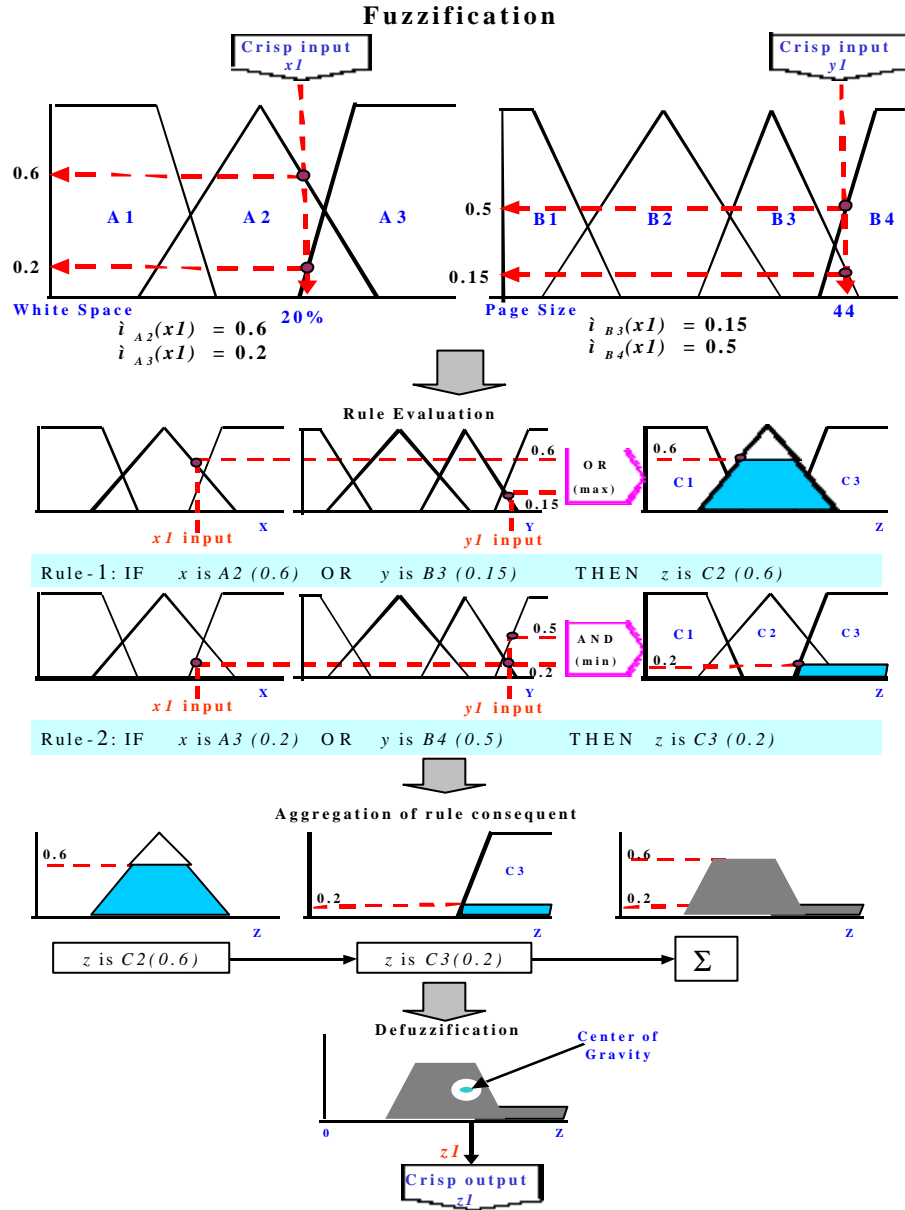 Fuzzification
Crisp input
x1
Crisp input
y1
0.6
A1
A2
A3
0.2
White Space
20%
0.5
B1
B2
B3
B4
0.15
Page Size
44
ì A2(x1) = 0.6
ì A3(x1) = 0.2
ì B3(x1) = 0.15
ì B4(x1) = 0.5
Rule Evaluation
X
x1 input
0.6
0.15
Y
y1 input
OR
(max)
0.6
C1
C3
Z
Rule-1: IF x is A2 (0.6) OR y is B3 (0.15) THEN z is C2 (0.6)
X
x1 input
0.5
0.2
Y
y1 input
AND
(min)
C1
C2
C3
0.2
Z
Rule-2: IF x is A3 (0.2) OR y is B4 (0.5) THEN z is C3 (0.2)
Aggregation of rule consequent
0.6
Z
0.2
C3
Z
0.6
0.2
Z
z is C2(0.6)
z is C3(0.2)
Σ
Defuzzification
Center of
Gravity
0
Z
z1
Crisp output
z1